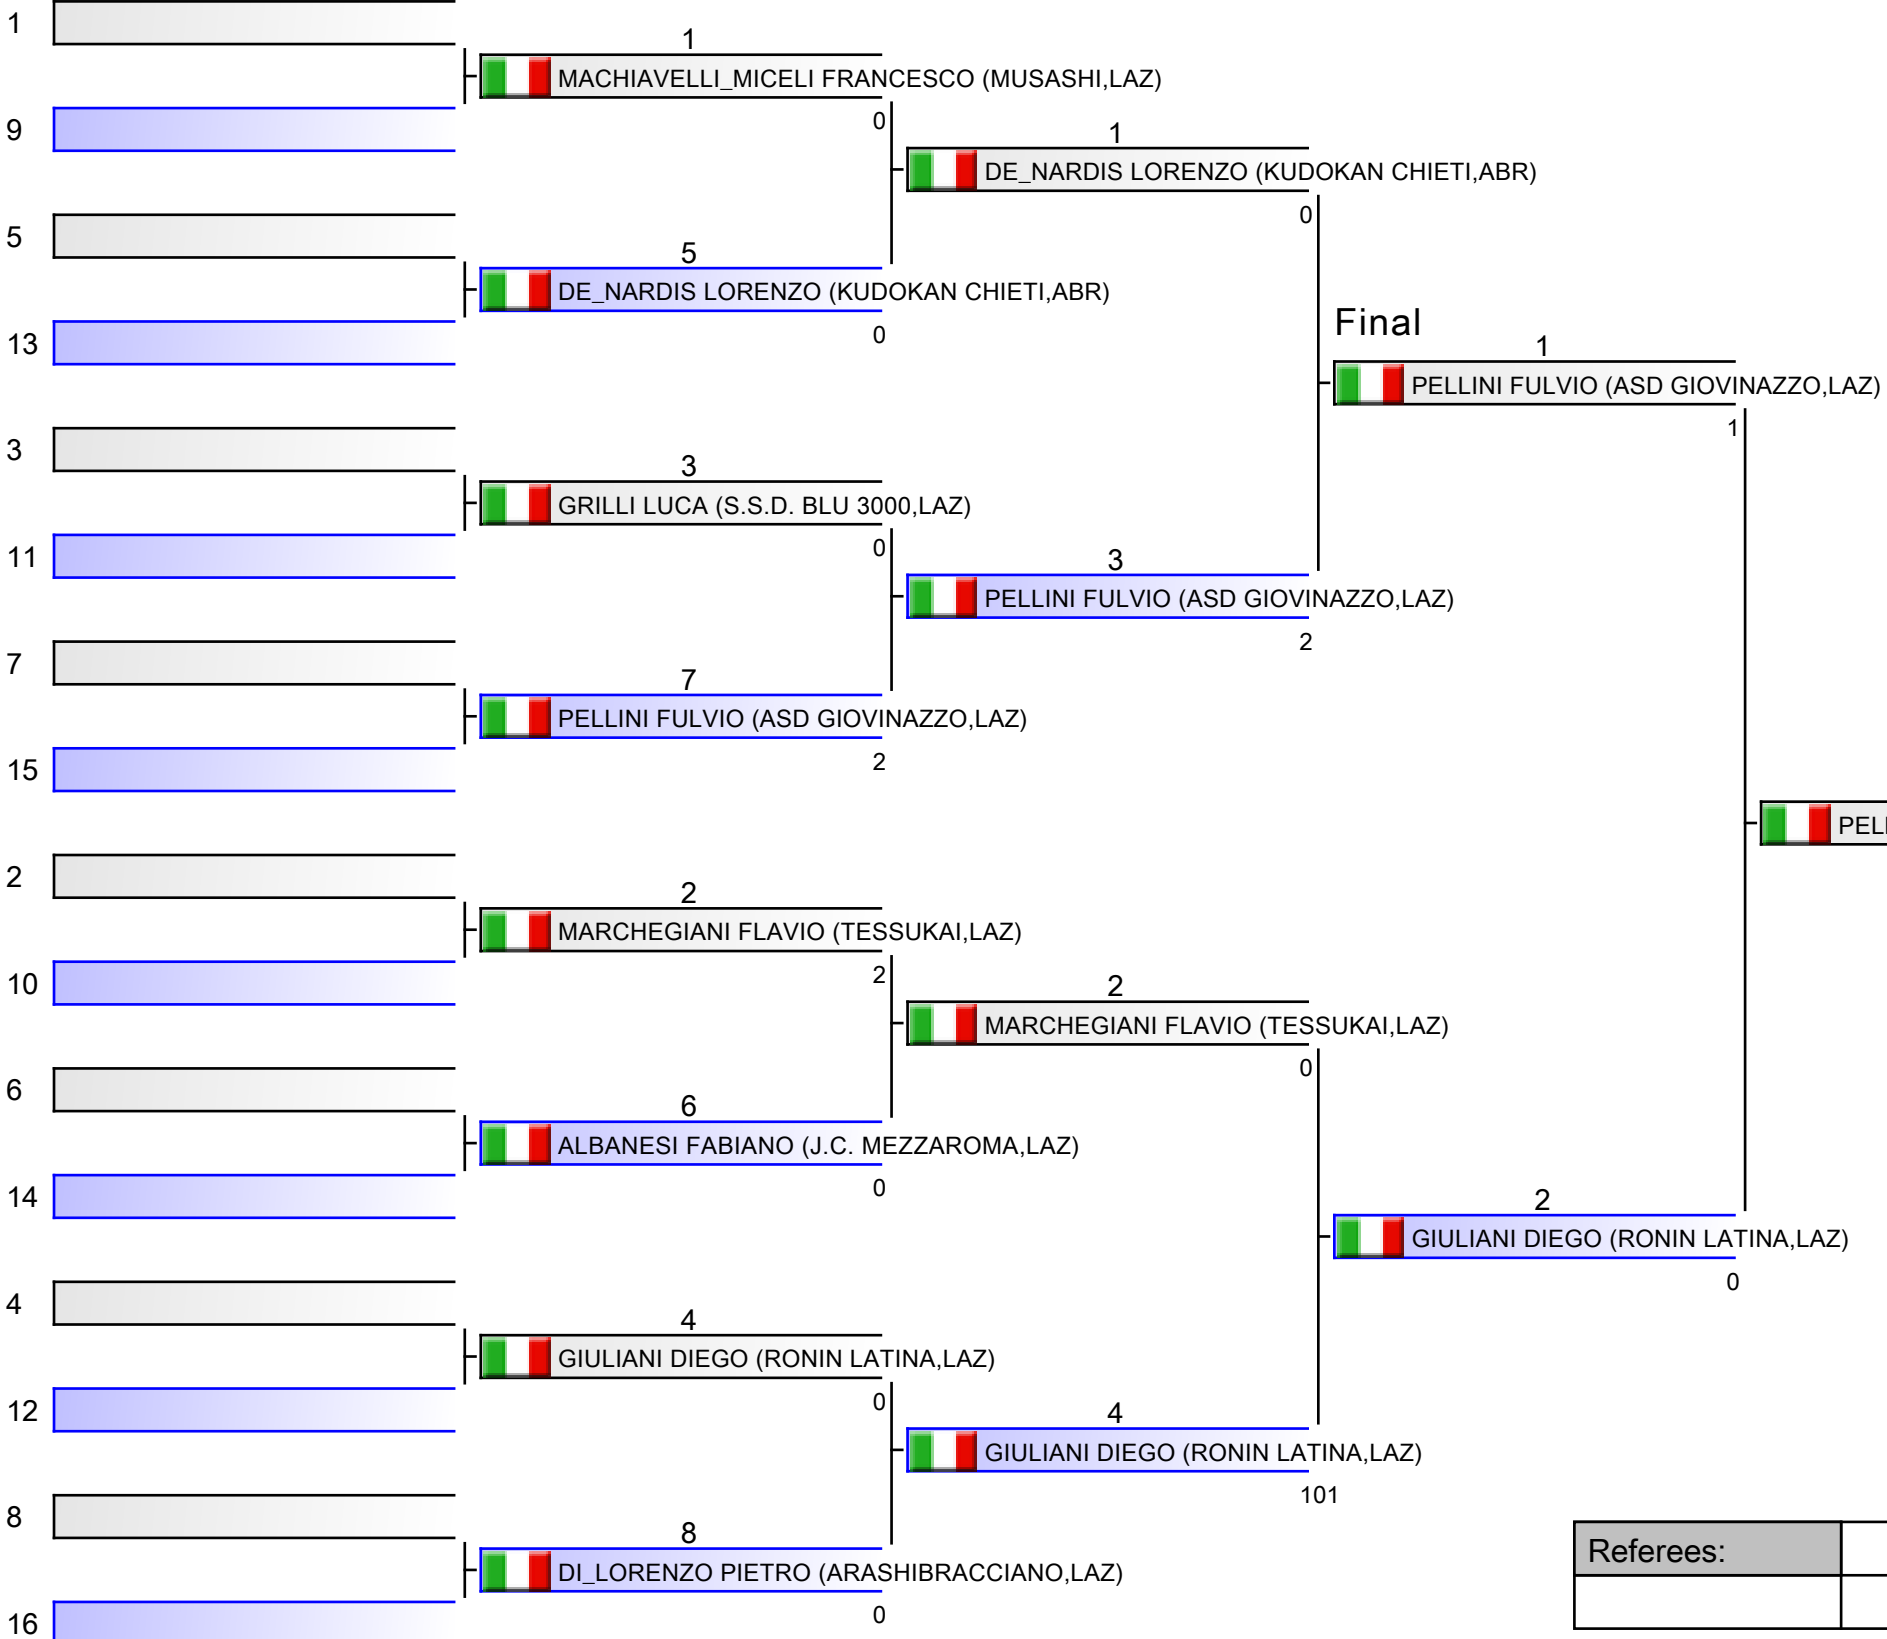 1
9
5
13
3
11
7
15
2
10
6
14
4
12
8
16
1
MACHIAVELLI_MICELI FRANCESCO (MUSASHI,LAZ)
0
5
DE_NARDIS LORENZO (KUDOKAN CHIETI,ABR)
0
3
GRILLI LUCA (S.S.D. BLU 3000,LAZ)
0
7
PELLINI FULVIO (ASD GIOVINAZZO,LAZ)
2
2
MARCHEGIANI FLAVIO (TESSUKAI,LAZ)
2
6
ALBANESI FABIANO (J.C. MEZZAROMA,LAZ)
0
4
GIULIANI DIEGO (RONIN LATINA,LAZ)
0
8
DI_LORENZO PIETRO (ARASHIBRACCIANO,LAZ)
0
1
DE_NARDIS LORENZO (KUDOKAN CHIETI,ABR)
0
3
PELLINI FULVIO (ASD GIOVINAZZO,LAZ)
2
2
MARCHEGIANI FLAVIO (TESSUKAI,LAZ)
0
4
GIULIANI DIEGO (RONIN LATINA,LAZ)
101
Final
1
PELLINI FULVIO (ASD GIOVINAZZO,LAZ)
1
2
GIULIANI DIEGO (RONIN LATINA,LAZ)
0
Referees: